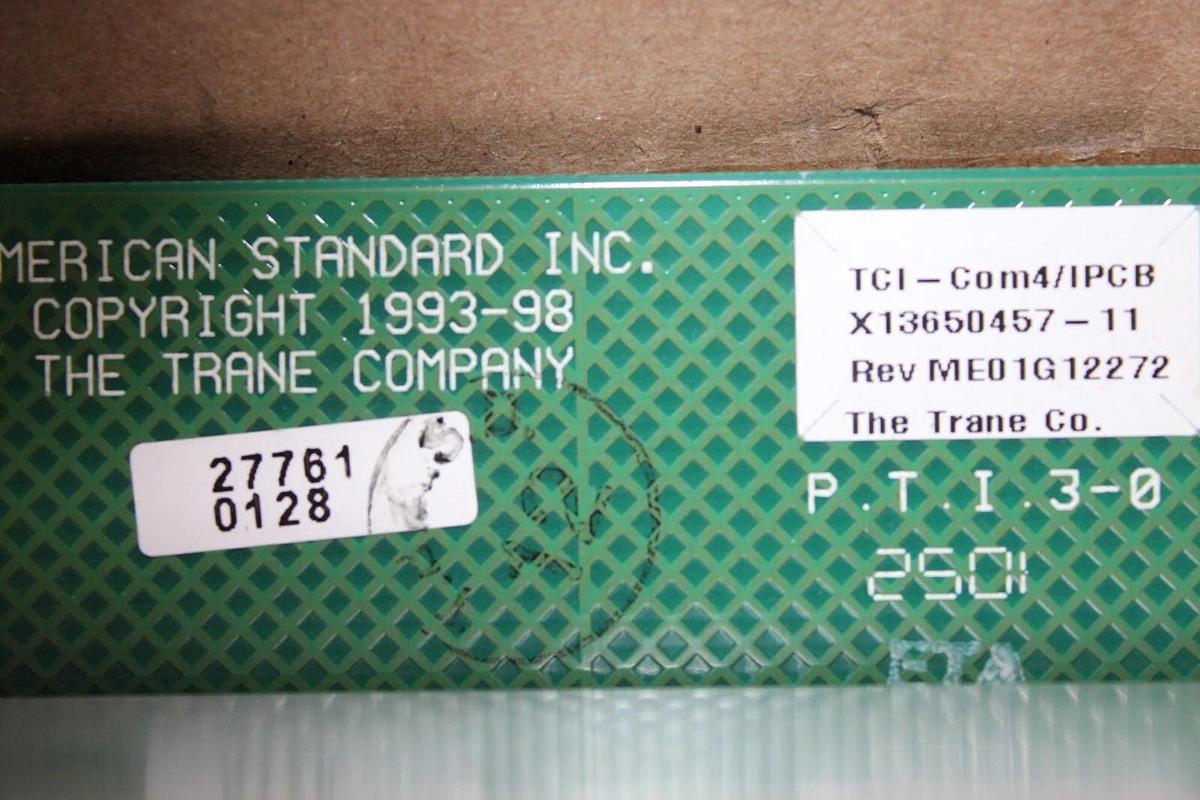 MERICAN STANDARD INC.
COPYRIGHT 1993-98
THE TRANE COMPANY
27761
0128
TCI-Com4/IPCB
X13650457-11
Rev ME01G12272
The Trane Co.
P.T.I.3-0
2501
ETA